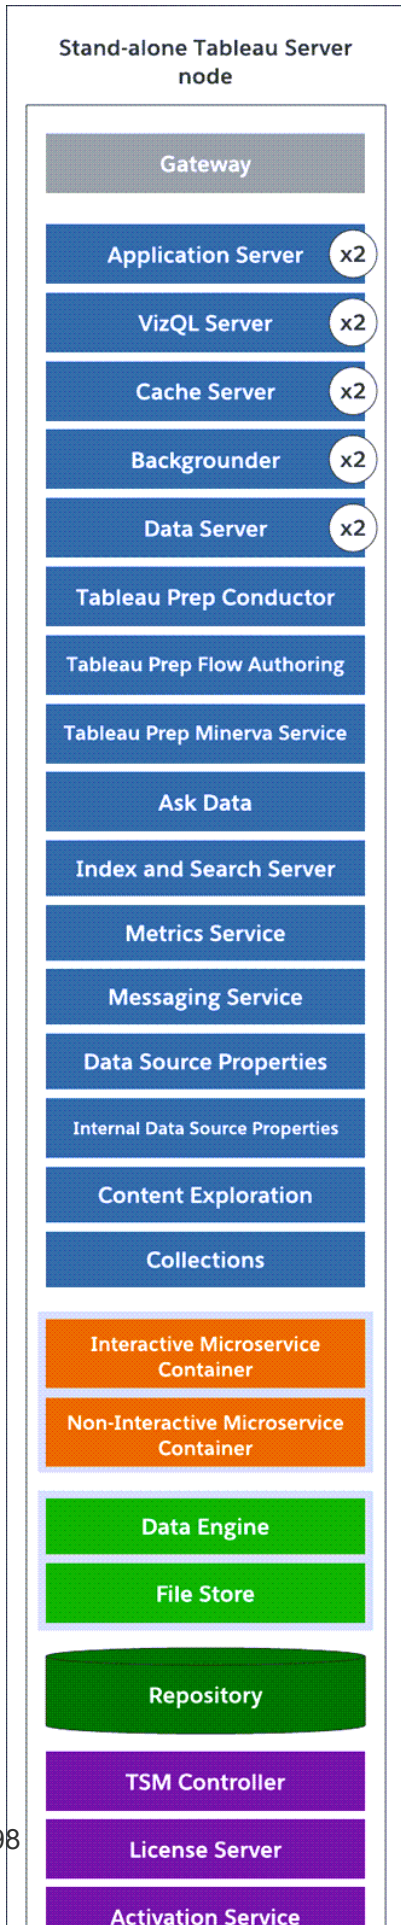 Stand-alone Tableau Server
node
Gateway
Application Server x2
VizQL Server x2
Cache Server x2
Backgrounder x2
Data Server x2
Tableau Prep Conductor
Tableau Prep Flow Authoring
Tableau Prep Minerva Service
Ask Data
Index and Search Server
Metrics Service
Messaging Service
Data Source Properties
Internal Data Source Properties
Content Exploration
Collections
Interactive Microservice
Container
Non-Interactive Microservice
Container
Data Engine
File Store
Repository
TSM Controller
98
License Server
Activation Service